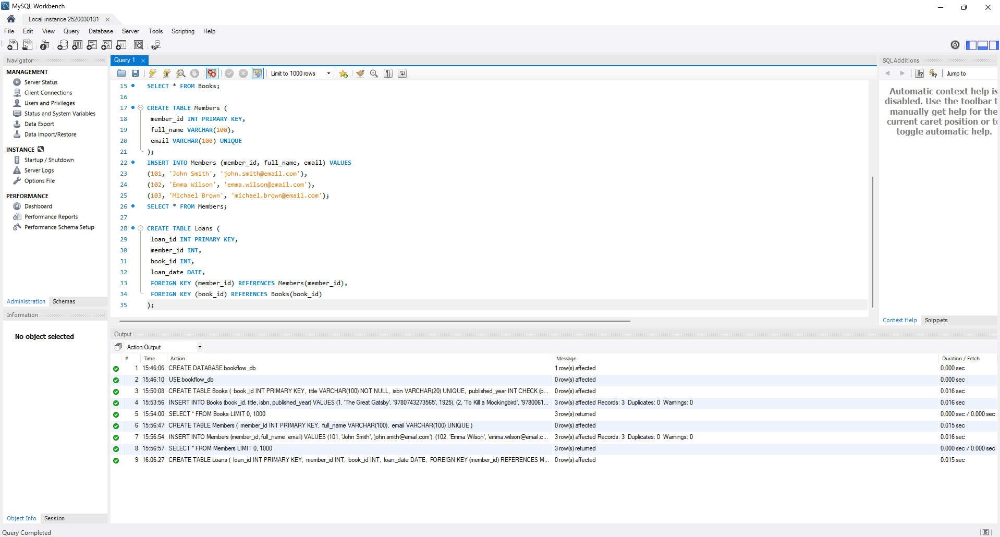 MySQL Workbench
Local instance 2520030131
File Edit View Query Database Server Tools Scripting Help
Navigator
MANAGEMENT
Server Status
Client Connections
Users and Privileges
Status and System Variables
Data Export
Data Import/Restore
INSTANCE
Startup / Shutdown
Server Logs
Options File
PERFORMANCE
Dashboard
Performance Reports
Performance Schema Setup
Administration Schemas
Information
No object selected
Object Info Session
Query 1
Limit to 1000 rows
15 SELECT * FROM Books;
16
17 CREATE TABLE Members (
18 member_id INT PRIMARY KEY,
19 full_name VARCHAR(100),
20 email VARCHAR(100) UNIQUE
21 );
22 INSERT INTO Members (member_id, full_name, email) VALUES
23 (101, 'John Smith', 'john.smith@email.com'),
24 (102, 'Emma Wilson', 'emma.wilson@email.com'),
25 (103, 'Michael Brown', 'michael.brown@email.com');
26 SELECT * FROM Members;
27
28 CREATE TABLE Loans (
29 loan_id INT PRIMARY KEY,
30 member_id INT,
31 book_id INT,
32 loan_date DATE,
33 FOREIGN KEY (member_id) REFERENCES Members(member_id),
34 FOREIGN KEY (book_id) REFERENCES Books(book_id)
35 );
SQLAdditions
Jump to
Automatic context help is
disabled. Use the toolbar t
manually get help for the
current caret position or to
toggle automatic help.
Context Help Snippets
Output
Action Output
# Time Action Message Duration / Fetch
1 15:46:06 CREATE DATABASE bookflow_db 1 row(s) affected 0.000 sec
2 15:46:10 USE bookflow_db 0 row(s) affected 0.000 sec
3 15:50:08 CREATE TABLE Books ( book_id INT PRIMARY KEY, title VARCHAR(100) NOT NULL, isbn VARCHAR(20) UNIQUE, published_year INT CHECK (p... 0 row(s) affected 0.016 sec
4 15:53:56 INSERT INTO Books (book_id, title, isbn, published_year) VALUES (1, 'The Great Gatsby', '9780743273565', 1925), (2, 'To Kill a Mockingbird', '9780061... 3 row(s) affected Records: 3 Duplicates: 0 Warnings: 0 0.016 sec
5 15:54:00 SELECT * FROM Books LIMIT 0, 1000 3 row(s) returned 0.000 sec / 0.000 sec
6 15:56:47 CREATE TABLE Members ( member_id INT PRIMARY KEY, full_name VARCHAR(100), email VARCHAR(100) UNIQUE ) 0 row(s) affected 0.015 sec
7 15:56:54 INSERT INTO Members (member_id, full_name, email) VALUES (101, 'John Smith', 'john.smith@email.com'), (102, 'Emma Wilson', 'emma.wilson@email.c... 3 row(s) affected Records: 3 Duplicates: 0 Warnings: 0 0.016 sec
8 15:56:57 SELECT * FROM Members LIMIT 0, 1000 3 row(s) returned 0.000 sec / 0.000 sec
9 16:06:27 CREATE TABLE Loans ( loan_id INT PRIMARY KEY, member_id INT, book_id INT, loan_date DATE, FOREIGN KEY (member_id) REFERENCES M... 0 row(s) affected 0.015 sec
Query Completed